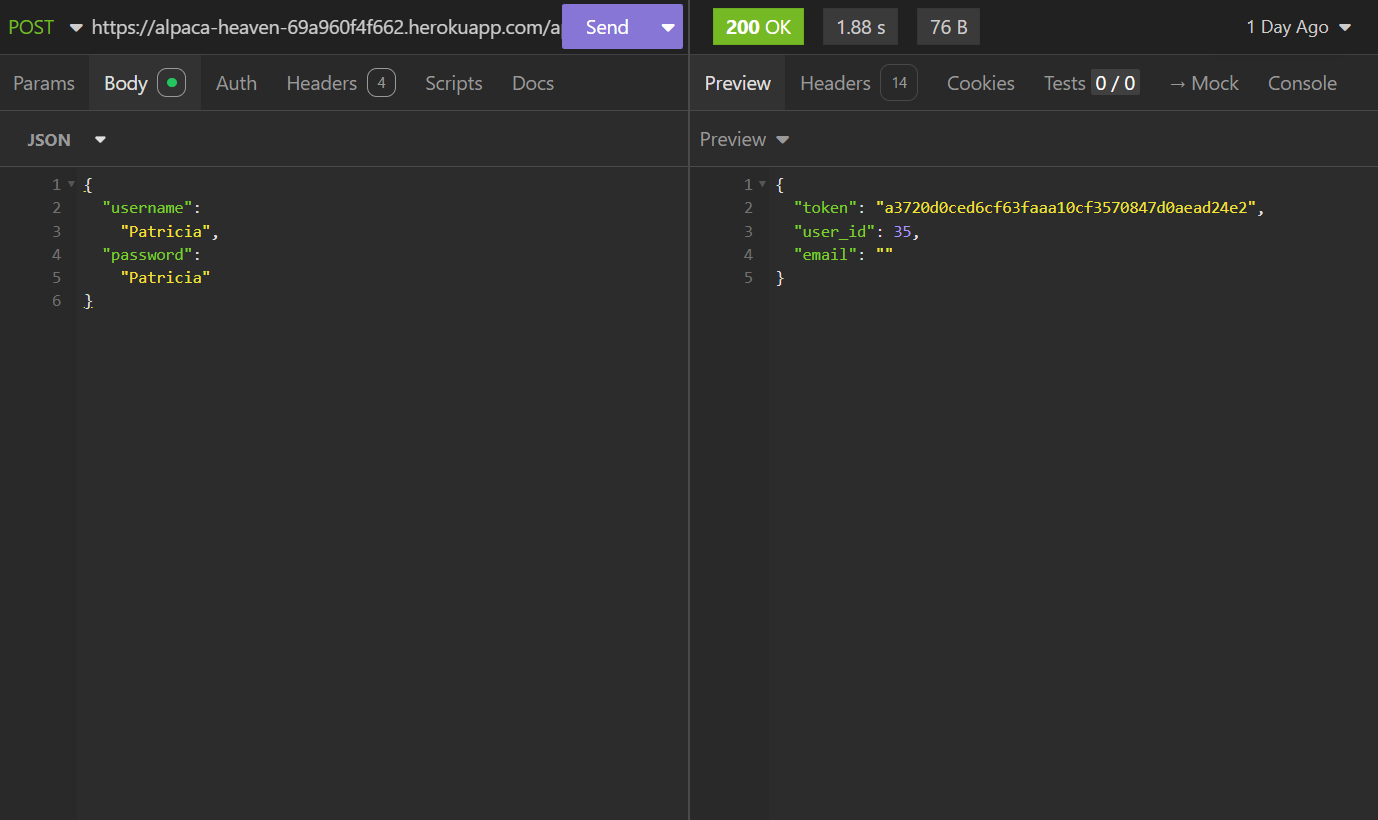 POST https://alpaca-heaven-69a960f4f662.herokuapp.com/ap Send
200 OK 1.88 s 76 B 1 Day Ago
Params Body Auth Headers 4 Scripts Docs
Preview Headers 14 Cookies Tests 0 / 0 → Mock Console
JSON
Preview
1 {
2 "username":
3 "Patricia",
4 "password":
5 "Patricia"
6 }
1 {
2 "token": "a3720d0ced6cf63faaa10cf3570847d0aead24e2",
3 "user_id": 35,
4 "email": ""
5 }